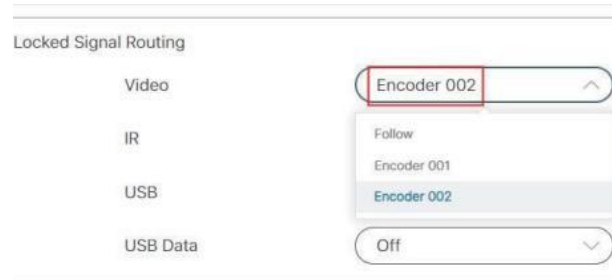 Locked Signal Routing
Video
Encoder 002
IR
Follow
Encoder 001
USB
Encoder 002
USB Data
Off